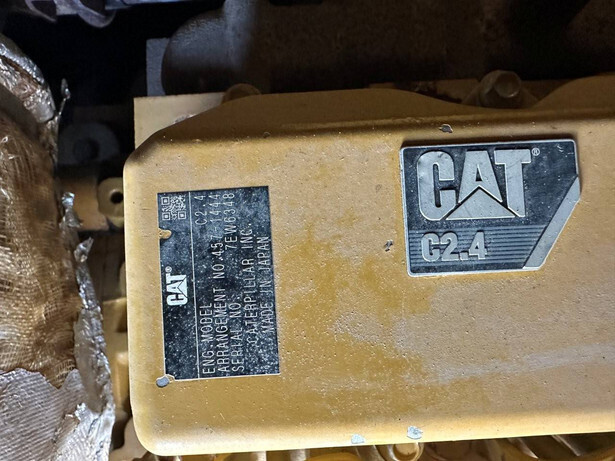 CAT
ENG.MODEL C2.4
ARRANGEMENT NO.457 1444
SERIAL NO. 7EW6348
CATERPILLAR INC.
MADE IN JAPAN
CAT®
C2.4